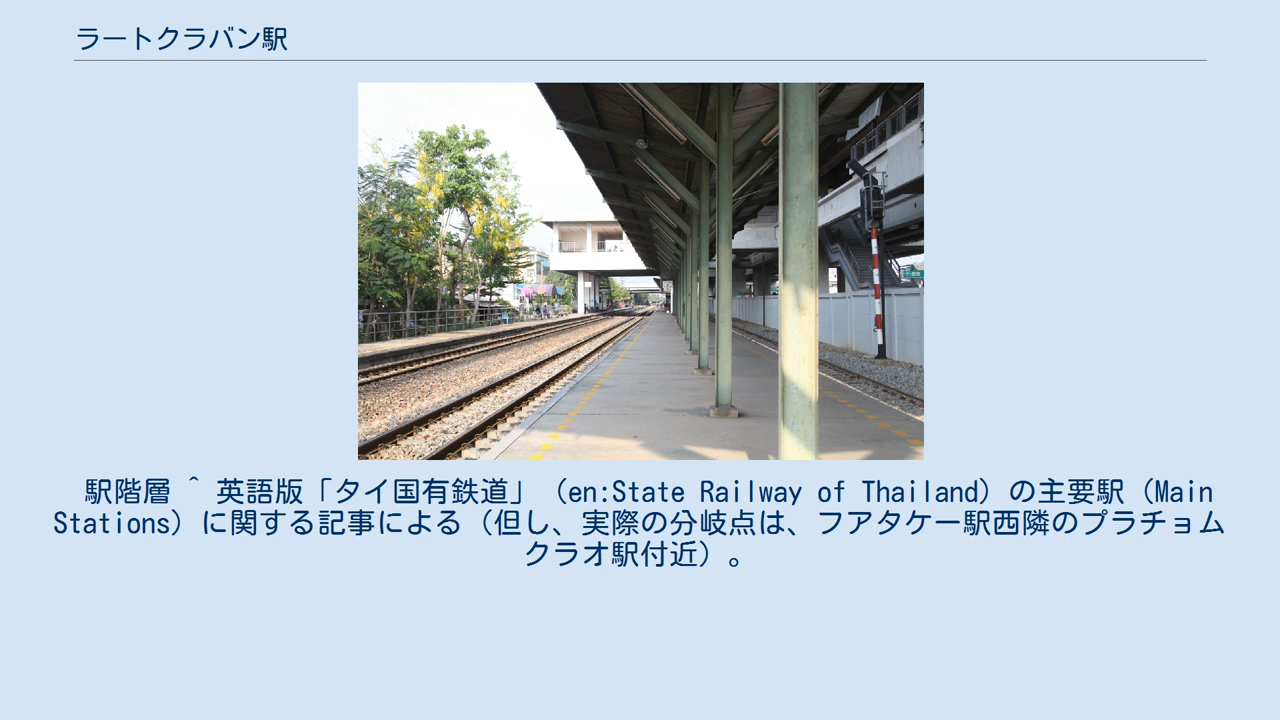 ラートクラバン駅
駅階層 ^ 英語版「タイ国有鉄道」（en:State Railway of Thailand）の主要駅（Main
Stations）に関する記事による（但し、実際の分岐点は、フアタケー駅西隣のプラチョム
クラオ駅付近）。